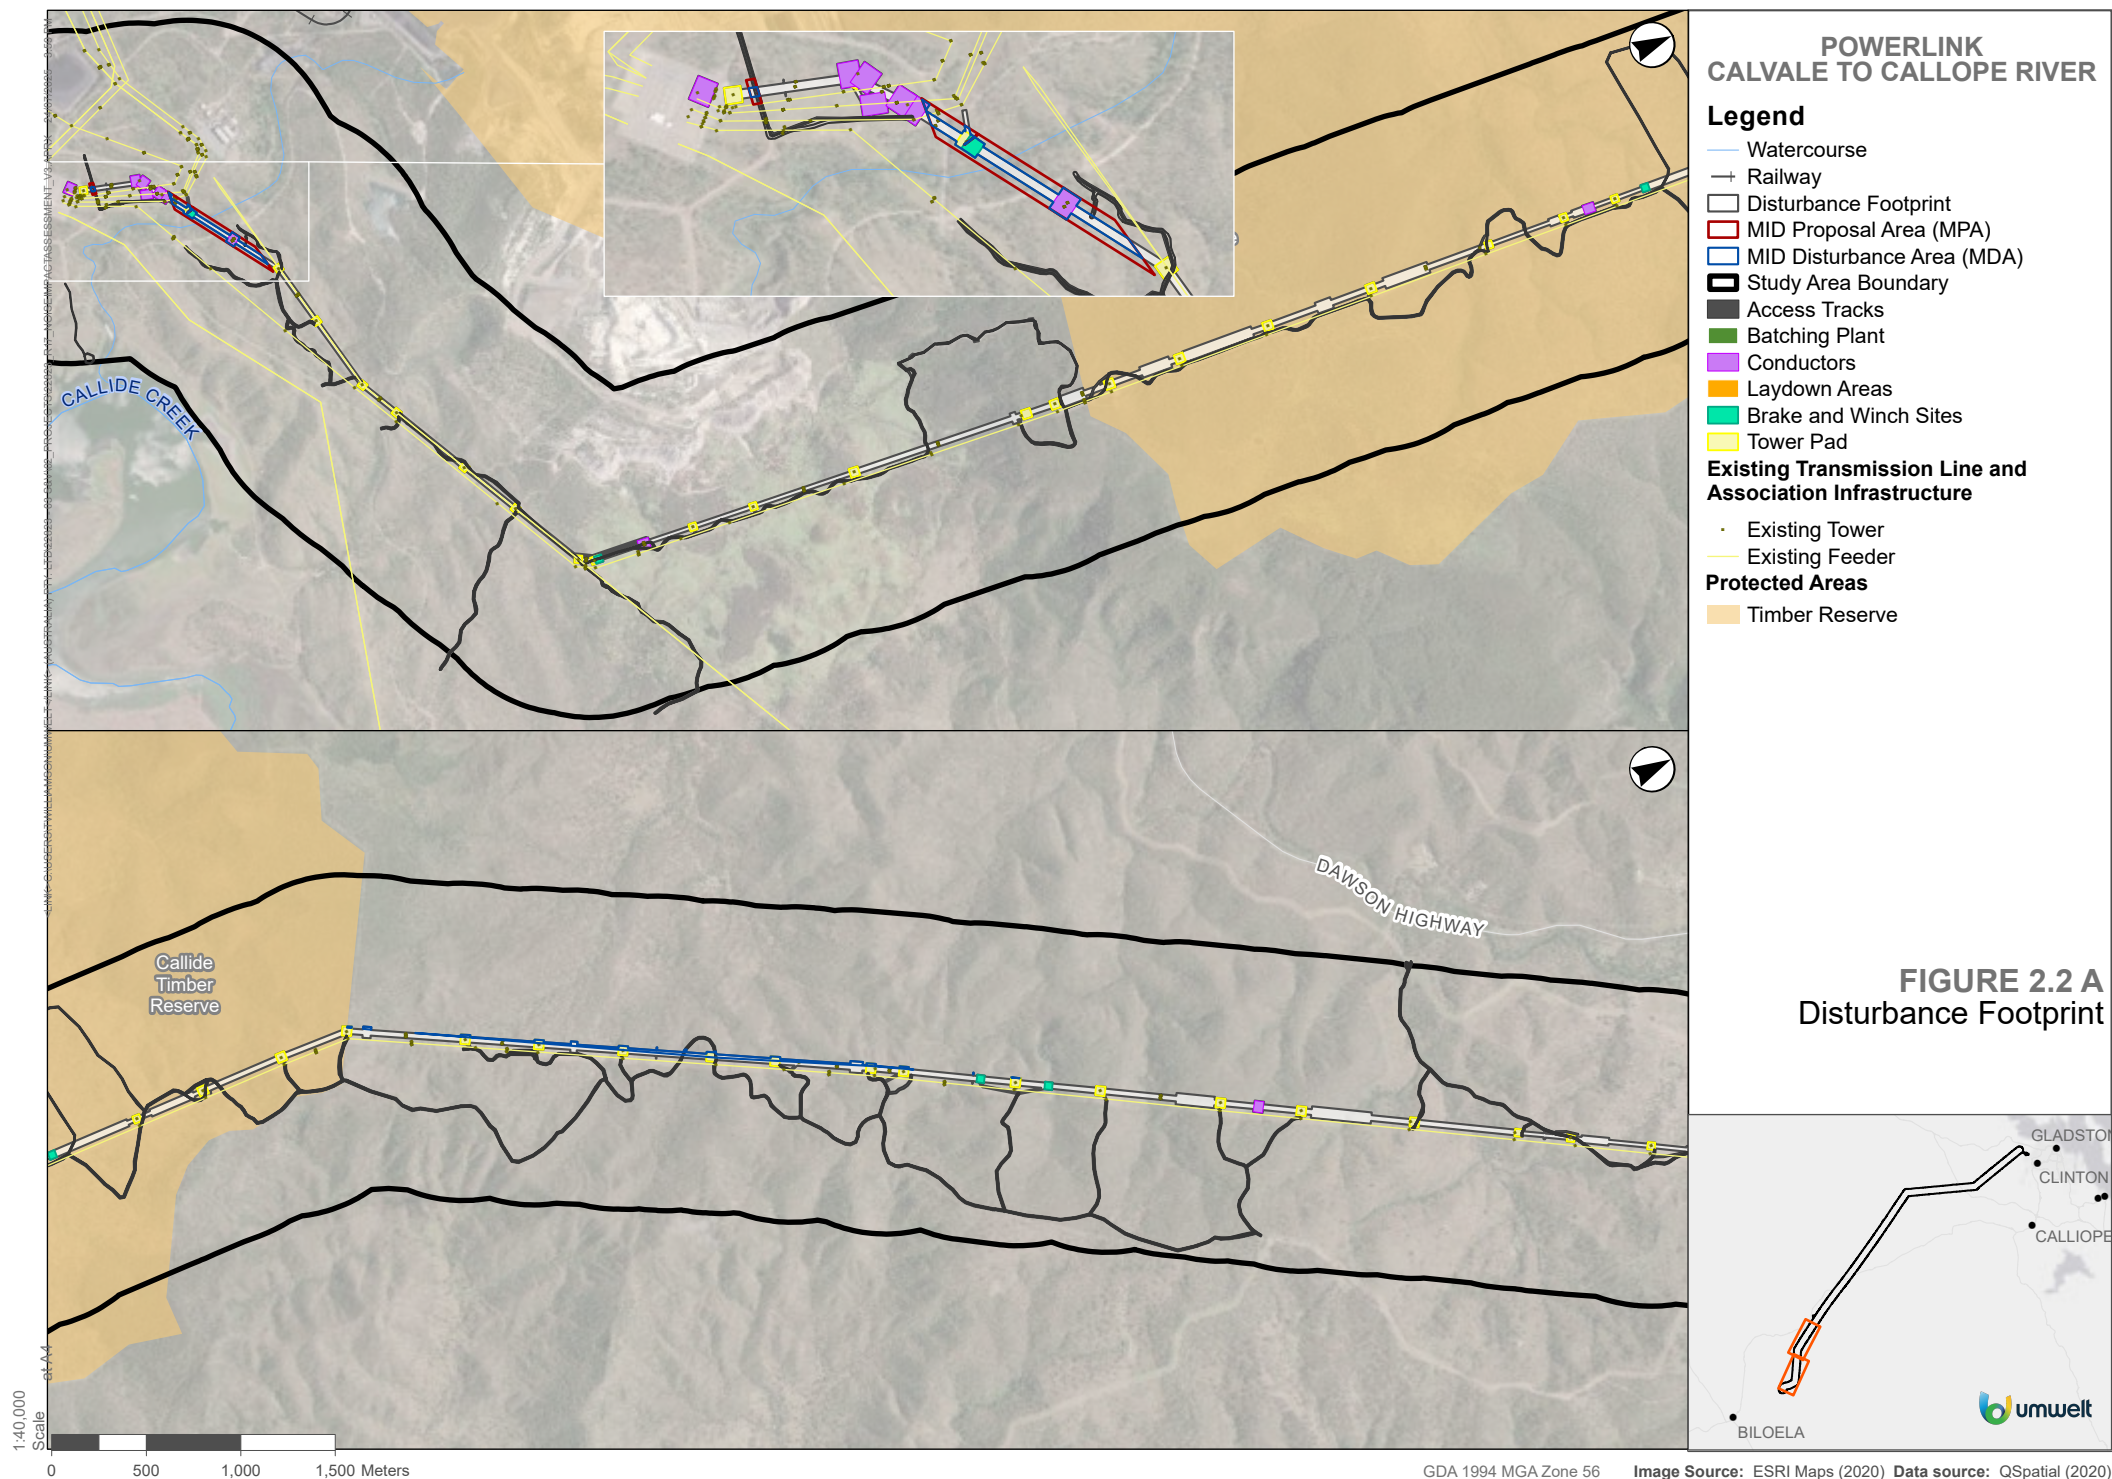 POWERLINK
CALVALE TO CALLOPE RIVER
Legend
Watercourse
Railway
Disturbance Footprint
MID Proposal Area (MPA)
MID Disturbance Area (MDA)
Study Area Boundary
Access Tracks
Batching Plant
Conductors
Laydown Areas
Brake and Winch Sites
Tower Pad
Existing Transmission Line and
Association Infrastructure
Existing Tower
Existing Feeder
Protected Areas
Timber Reserve
CALLIDE CREEK
DAWSON HIGHWAY
Callide
Timber
Reserve
FIGURE 2.2 A
Disturbance Footprint
GLADSTON
CLINTON
CALLIOPE
BILOELA
umwelt
1:40,000
Scale
at A4
0 500 1,000 1,500 Meters
GDA 1994 MGA Zone 56
Image Source: ESRI Maps (2020) Data source: QSpatial (2020)